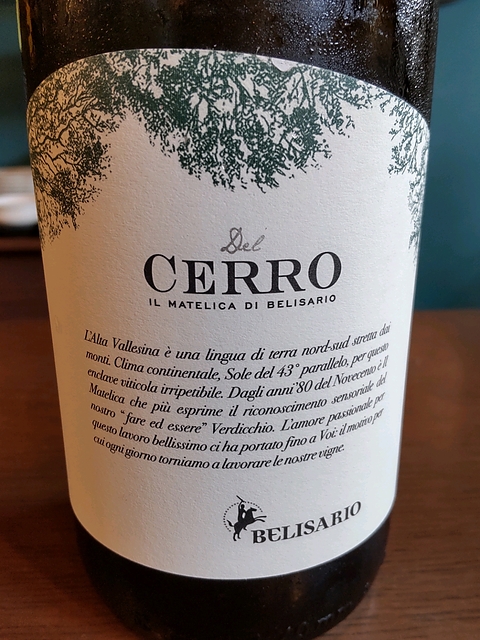 Del
CERRO
IL MATELICA DI BELISARIO
L'Alta Vallesina è una lingua di terra nord-sud stretta dai
monti. Clima continentale, Sole del 43° parallelo, per questo
enclave viticola irripetibile. Dagli anni'80 del Novecento è Il
Matelica che più esprime il riconoscimento sensoriale del
nostro "fare ed essere" Verdicchio. L'amore passionale per
questo lavoro bellissimo ci ha portato fino a Voi: il motivo per
cui ogni giorno torniamo a lavorare le nostre vigne.
BELISARIO